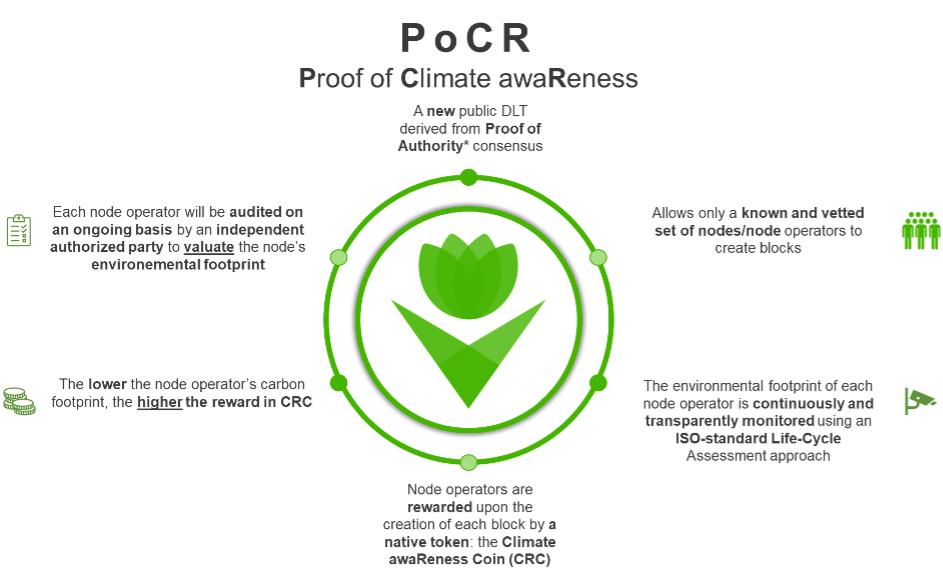 PoCR
Proof of Climate awaReness
A new public DLT
derived from Proof of
Authority* consensus
Each node operator will be audited on
an ongoing basis by an independent
authorized party to valuate the node's
environemental footprint
Allows only a known and vetted
set of nodes/node operators to
create blocks
The lower the node operator's carbon
footprint, the higher the reward in CRC
The environmental footprint of each
node operator is continuously and
transparently monitored using an
ISO-standard Life-Cycle
Assessment approach
Node operators are
rewarded upon the
creation of each block by a
native token: the Climate
awaReness Coin (CRC)